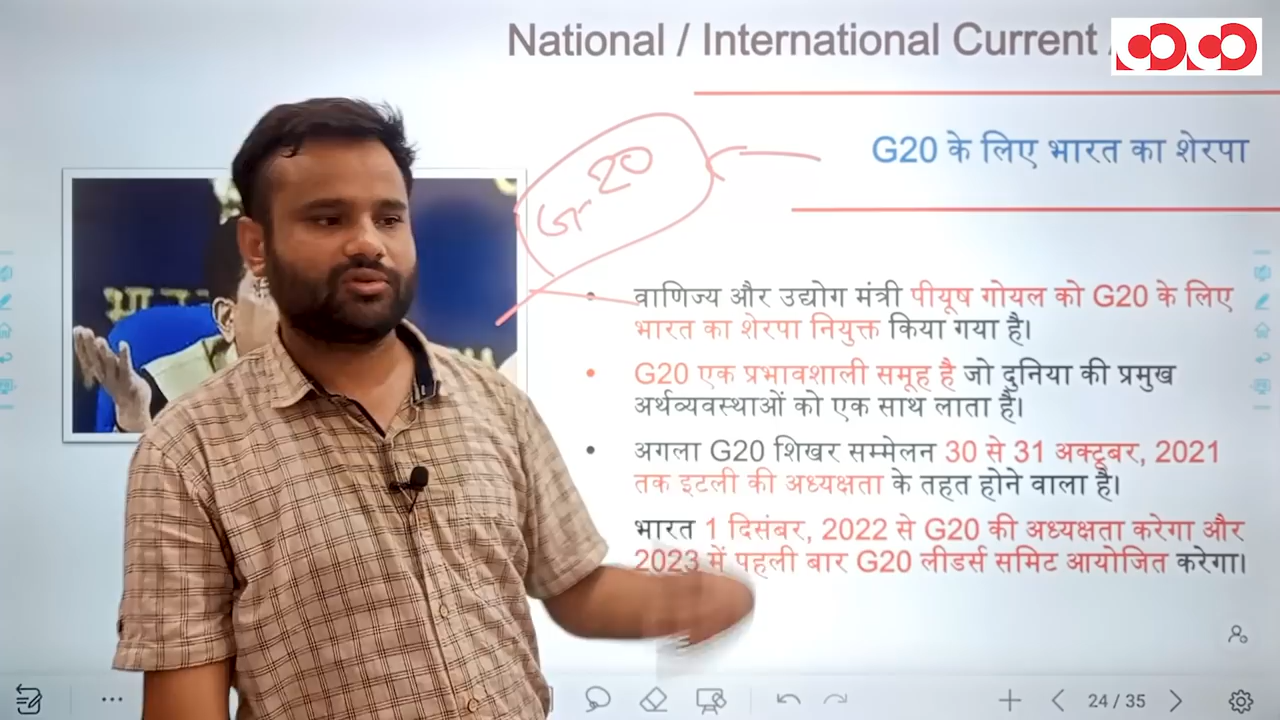 National / International Current
G20 के लिए भारत का शेरपा
G-20
वाणिज्य और उद्योग मंत्री पीयूष गोयल को G20 के लिए
भारत का शेरपा नियुक्त किया गया है।
G20 एक प्रभावशाली समूह है जो दुनिया की प्रमुख
अर्थव्यवस्थाओं को एक साथ लाता है।
अगला G20 शिखर सम्मेलन 30 से 31 अक्टूबर, 2021
तक इटली की अध्यक्षता के तहत होने वाला है।
भारत 1 दिसंबर, 2022 से G20 की अध्यक्षता करेगा और
2023 में पहली बार G20 लीडर्स समिट आयोजित करेगा।
24 / 35